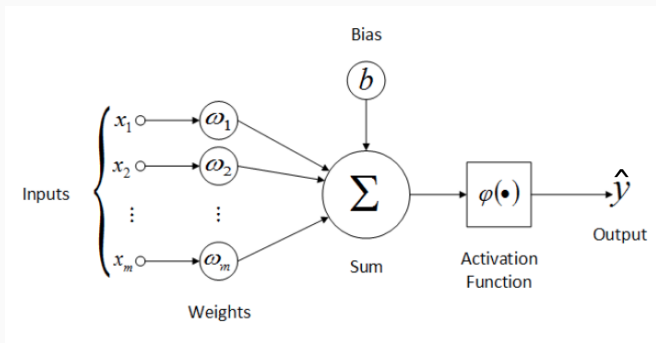 Bias
b
x₁
ω₁
x₂
ω₂
Inputs
Σ
φ(•)
ŷ
⋮
⋮
Output
xₘ
ωₘ
Sum
Activation
Function
Weights